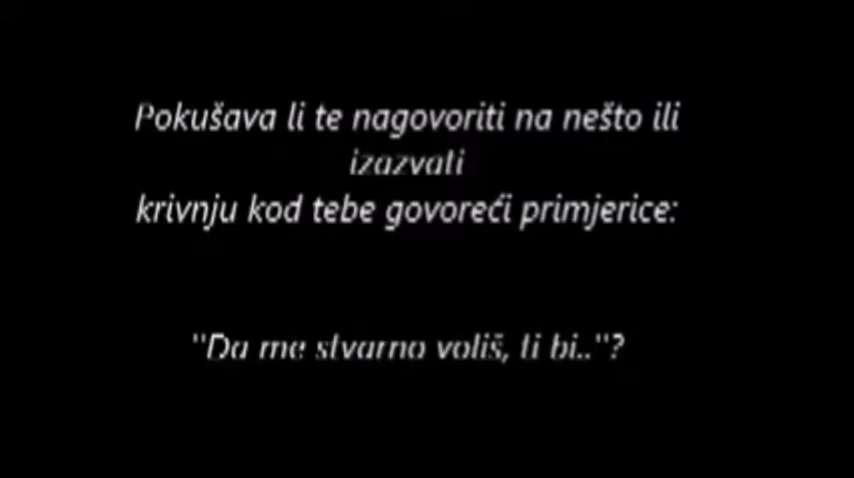 Pokušava li te nagovoriti na nešto ili
izazvati
krivnju kod tebe govoreći primjerice:
"Da me stvarno voliš, ti bi.."?